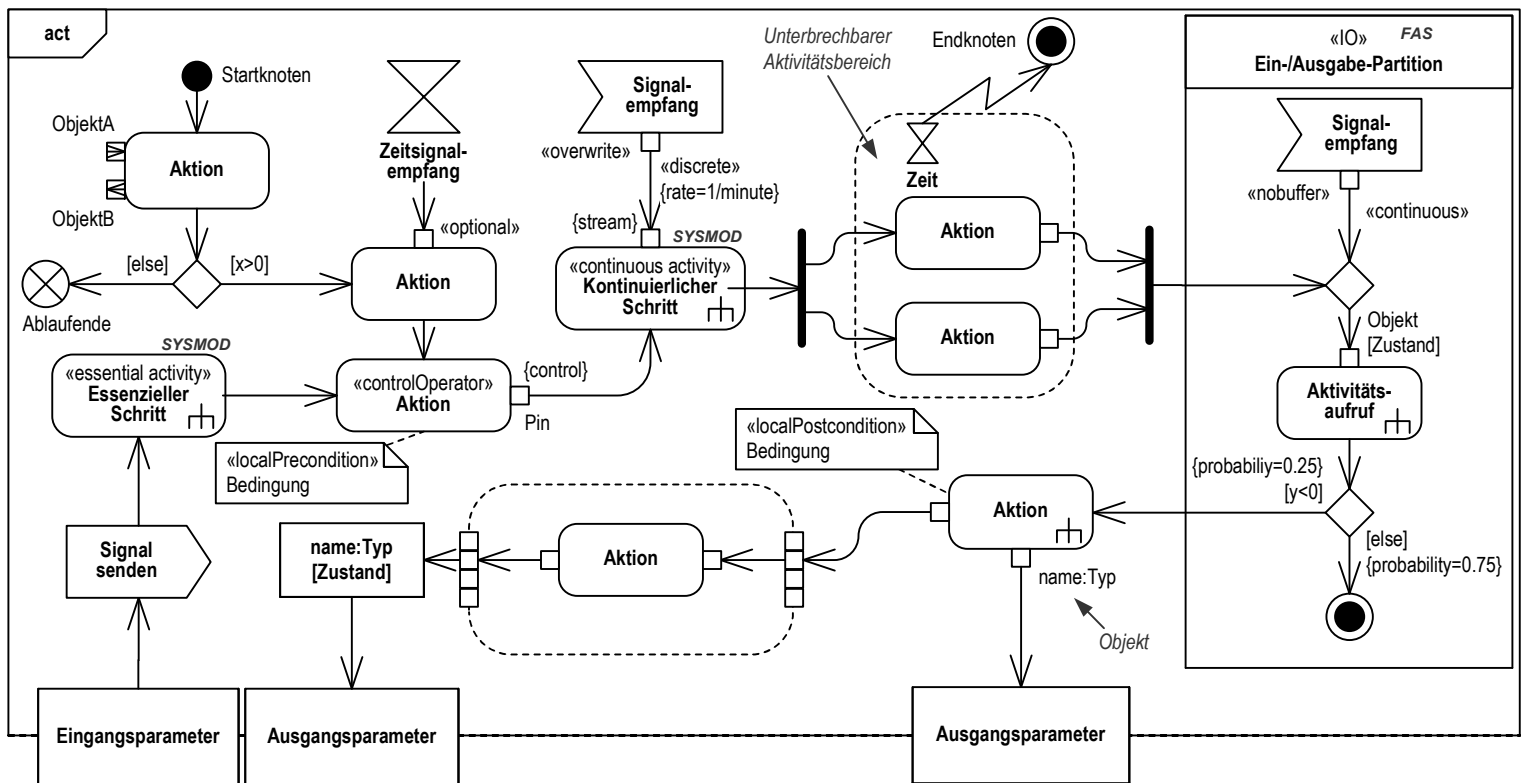 act
Startknoten
ObjektA
Aktion
ObjektB
[else]
[x>0]
Ablaufende
Zeitsignal-
empfang
«optional»
Aktion
SYSMOD
«essential activity»
Essenzieller
Schritt
«controlOperator»
Aktion
{control}
Pin
«localPrecondition»
Bedingung
Signal
senden
Eingangsparameter
Signal-
empfang
«overwrite»
«discrete»
{rate=1/minute}
{stream}
SYSMOD
«continuous activity»
Kontinuierlicher
Schritt
Unterbrechbarer
Aktivitätsbereich
Endknoten
Zeit
Aktion
Aktion
«IO»
FAS
Ein-/Ausgabe-Partition
Signal-
empfang
«nobuffer»
«continuous»
Objekt
[Zustand]
Aktivitäts-
aufruf
{probabiliy=0.25}
[y<0]
[else]
{probability=0.75}
«localPostcondition»
Bedingung
Aktion
name:Typ
Objekt
Aktion
name:Typ
[Zustand]
Ausgangsparameter
Ausgangsparameter